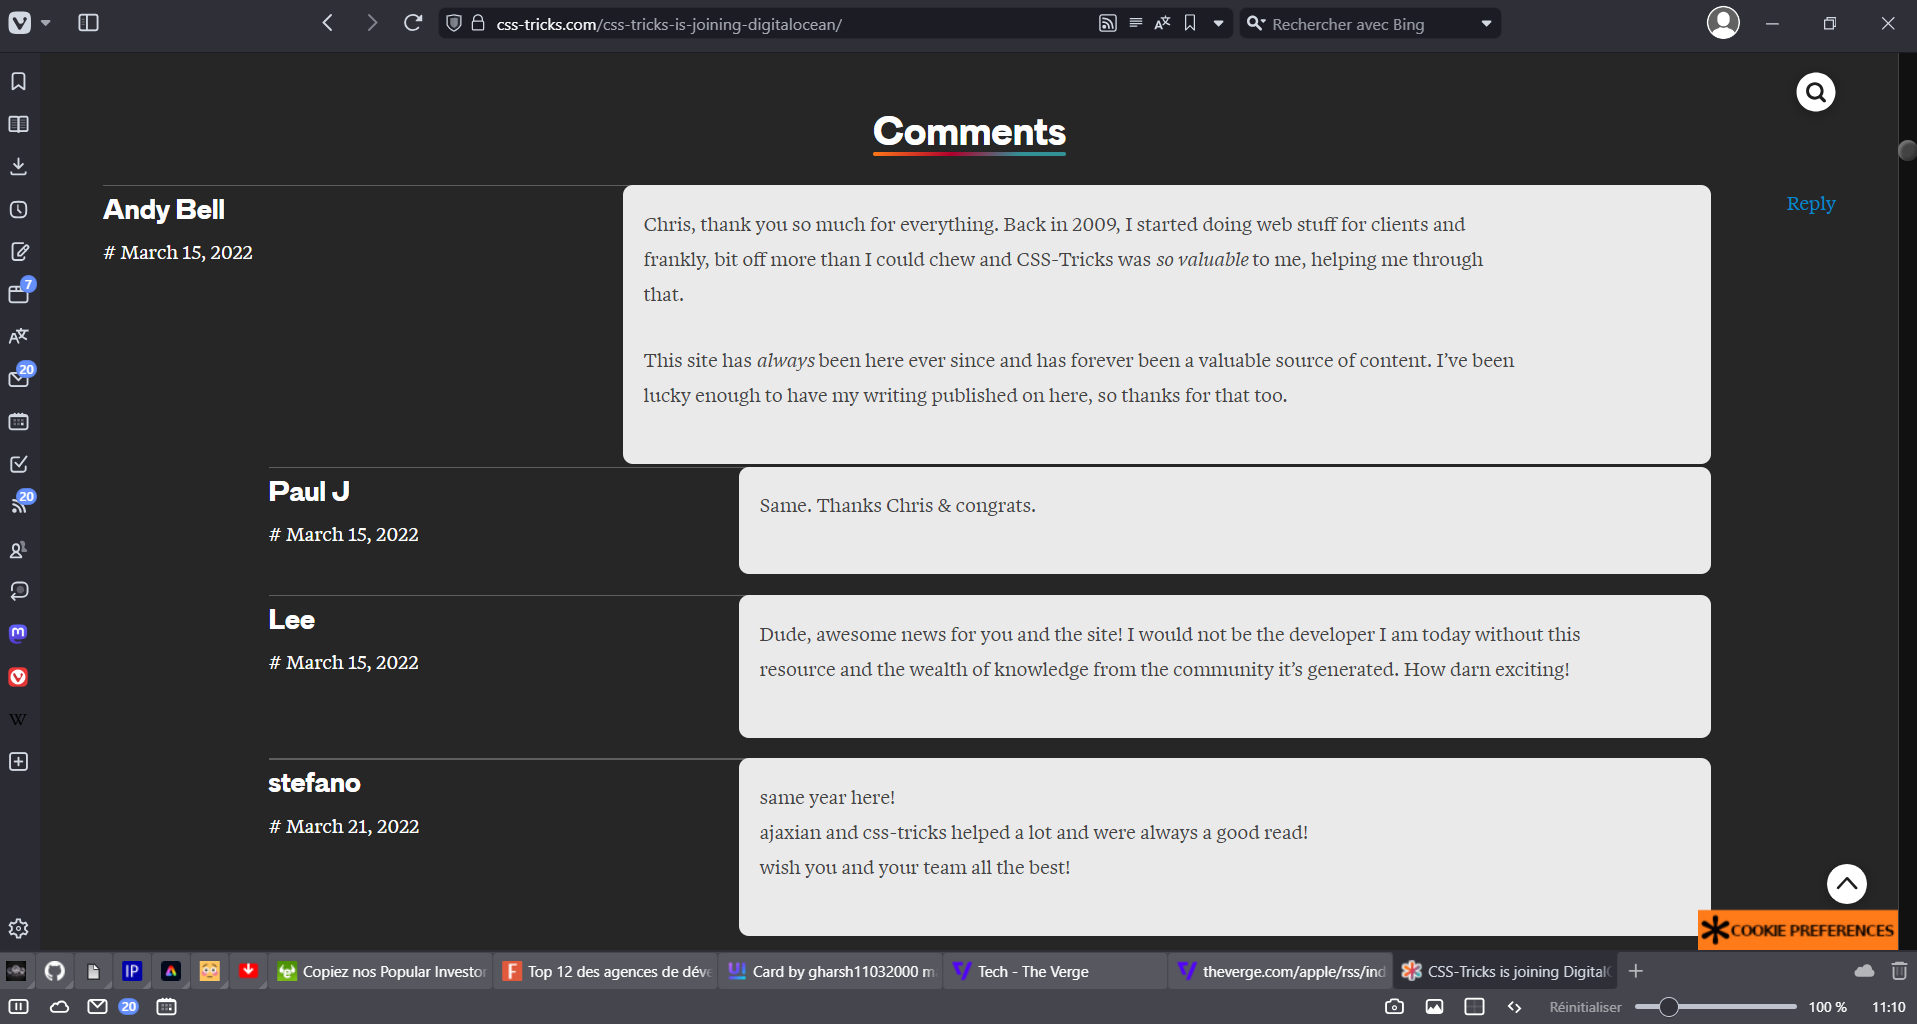 css-tricks.com/css-tricks-is-joining-digitalocean/
Rechercher avec Bing
Comments
Andy Bell
# March 15, 2022
Chris, thank you so much for everything. Back in 2009, I started doing web stuff for clients and
frankly, bit off more than I could chew and CSS-Tricks was so valuable to me, helping me through
that.
This site has always been here ever since and has forever been a valuable source of content. I’ve been
lucky enough to have my writing published on here, so thanks for that too.
Reply
Paul J
# March 15, 2022
Same. Thanks Chris & congrats.
Lee
# March 15, 2022
Dude, awesome news for you and the site! I would not be the developer I am today without this
resource and the wealth of knowledge from the community it’s generated. How darn exciting!
stefano
# March 21, 2022
same year here!
ajaxian and css-tricks helped a lot and were always a good read!
wish you and your team all the best!
COOKIE PREFERENCES
7
20
20
W
IP
Copiez nos Popular Investor
F Top 12 des agences de déve
Card by gharsh11032000 m
Tech - The Verge
theverge.com/apple/rss/ind
CSS-Tricks is joining Digital
20
Réinitialiser
100 %
11:10